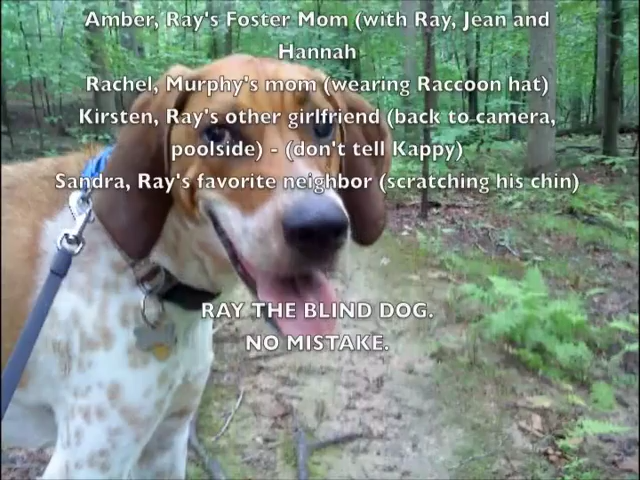 Amber, Ray's Foster Mom (with Ray, Jean and
Hannah
Rachel, Murphy's mom (wearing Raccoon hat)
Kirsten, Ray's other girlfriend (back to camera,
poolside) - (don't tell Kappy)
Sandra, Ray's favorite neighbor (scratching his chin)
RAY THE BLIND DOG.
NO MISTAKE.